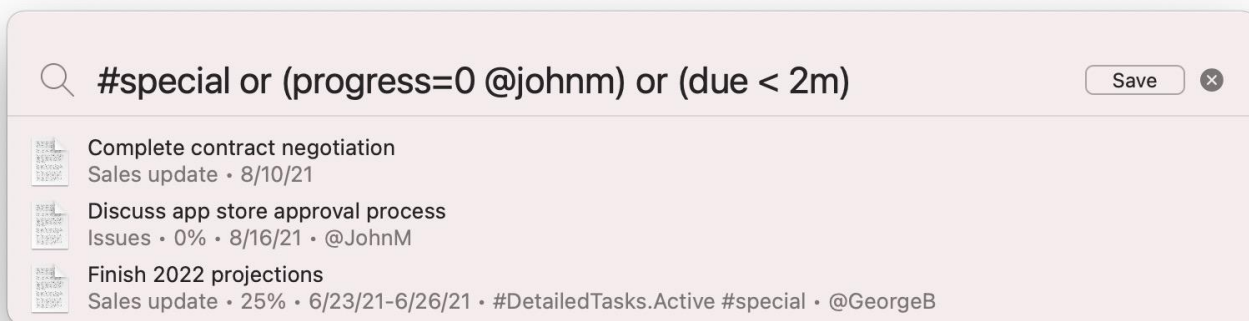 #special or (progress=0 @johnm) or (due < 2m) Save
Complete contract negotiation
Sales update • 8/10/21
Discuss app store approval process
Issues • 0% • 8/16/21 • @JohnM
Finish 2022 projections
Sales update • 25% • 6/23/21-6/26/21 • #DetailedTasks.Active #special • @GeorgeB